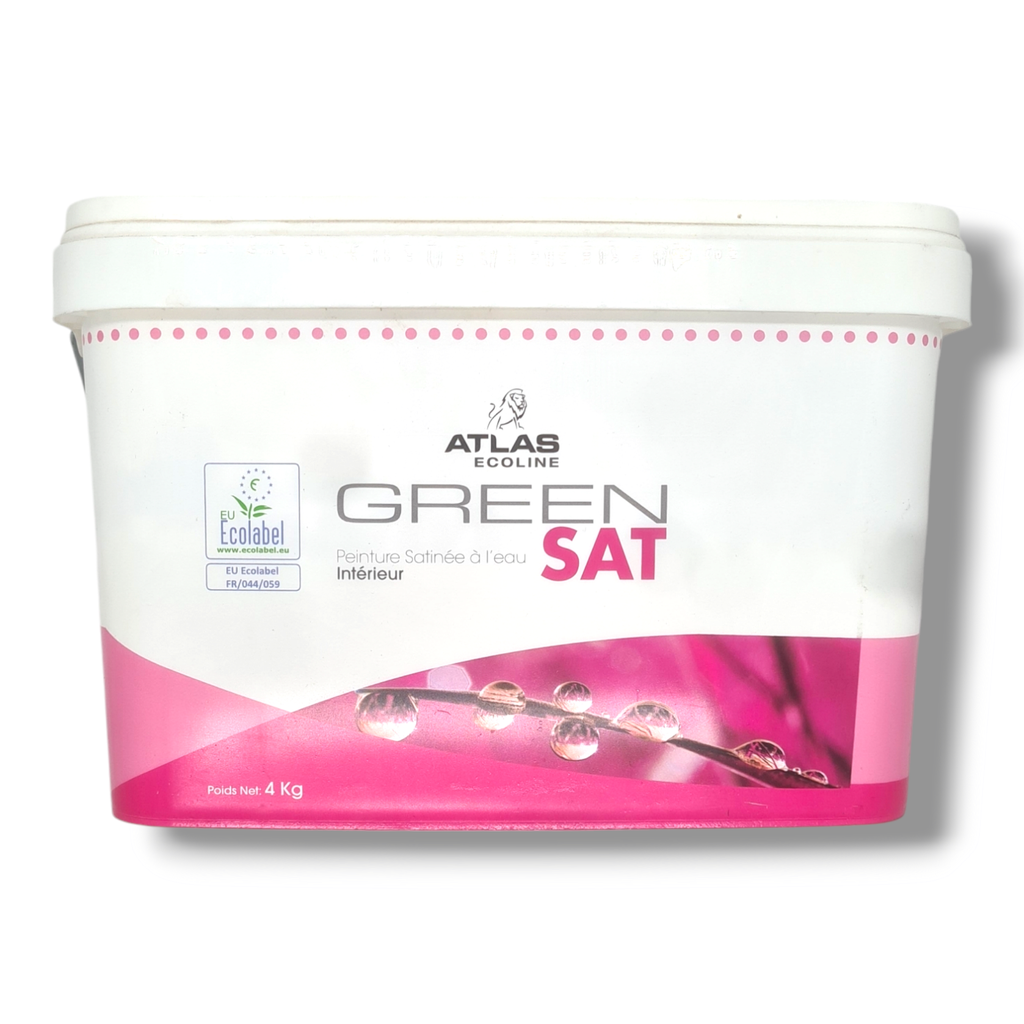 ATLAS
ECOLINE
GREEN
SAT
Peinture Satinée à l'eau
Intérieur
EU
Ecolabel
www.ecolabel.eu
EU Ecolabel
FR/044/059
Poids Net: 4 Kg